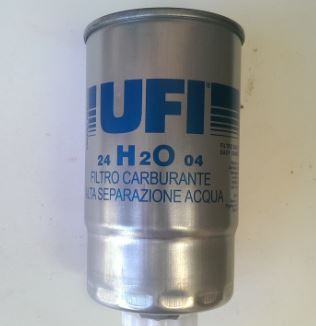 UFI
24 H2O 04
FILTRO CARBURANTE
ALTA SEPARAZIONE ACQUA